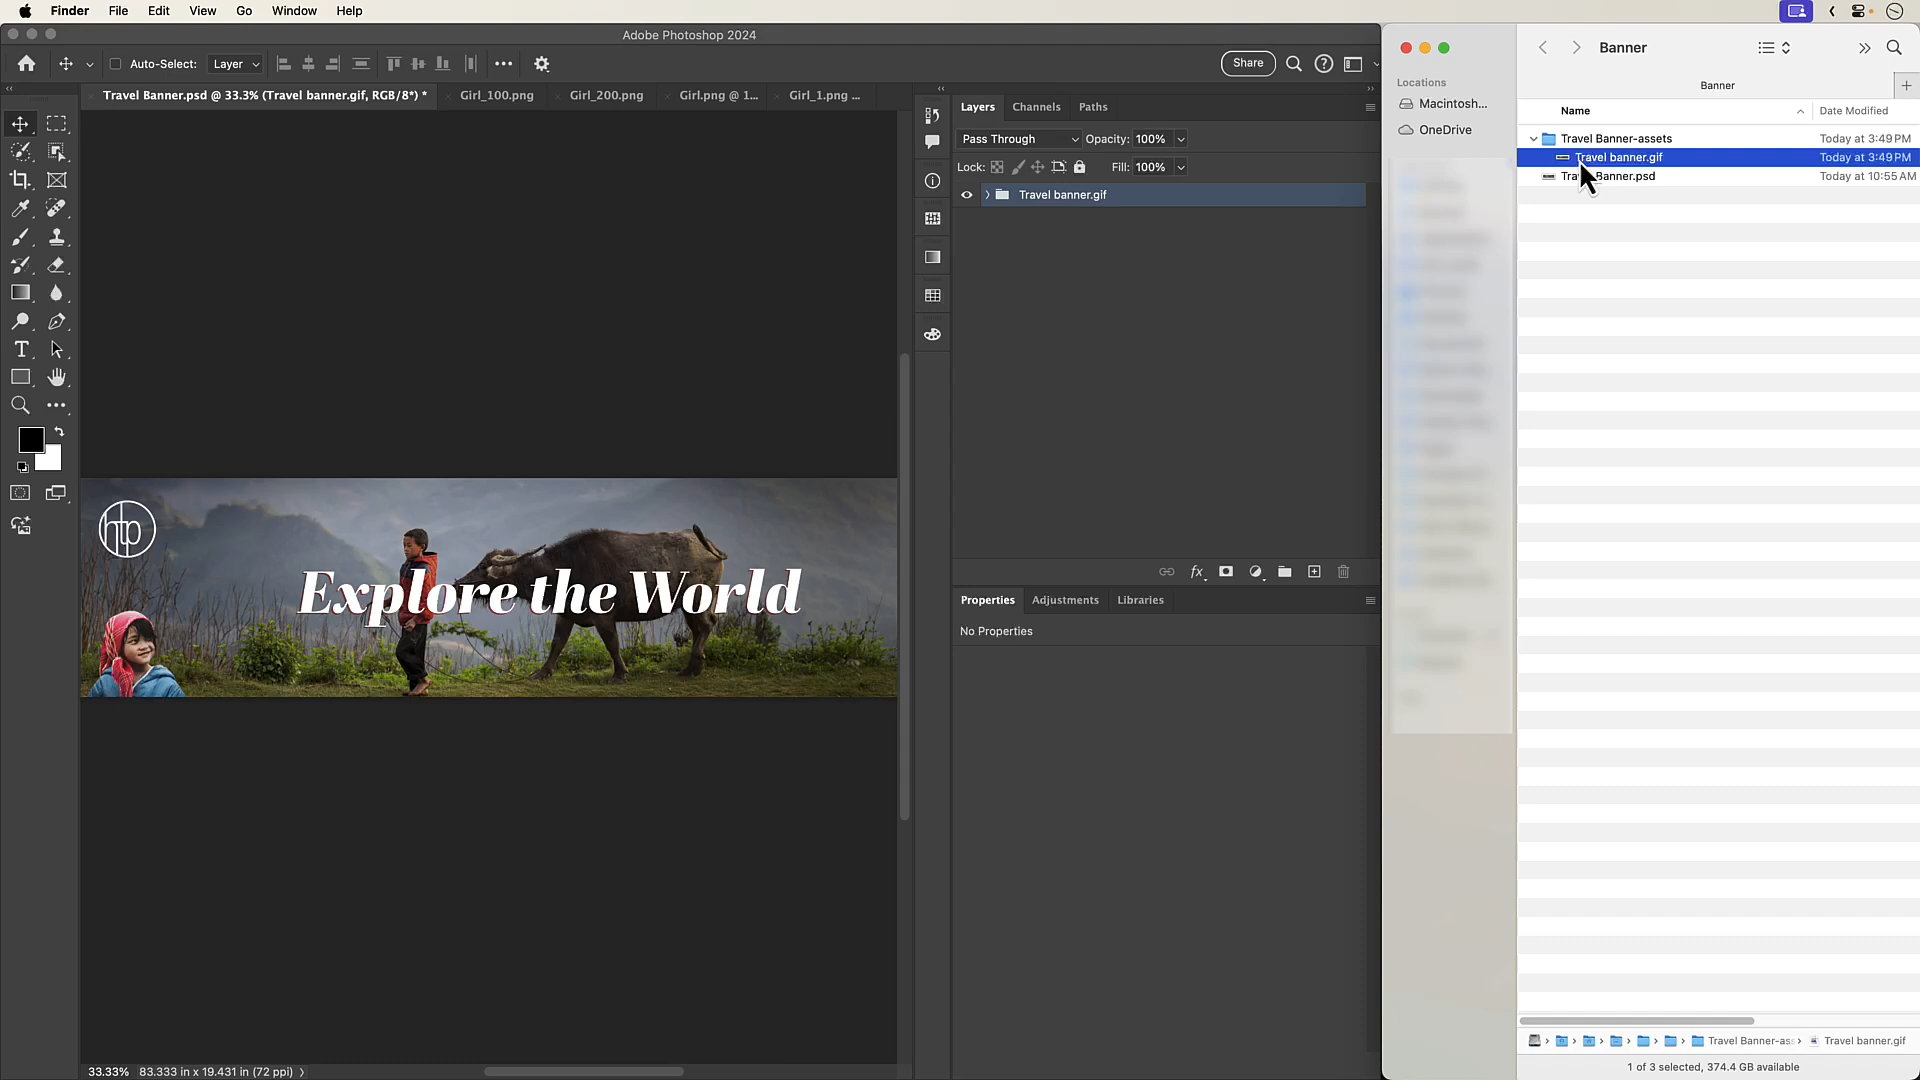 Finder File Edit View Go Window Help
Adobe Photoshop 2024
Auto-Select: Layer
Share
Travel Banner.psd @ 33.3% (Travel banner.gif, RGB/8*) *
Girl_100.png
Girl_200.png
Girl.png @ 1...
Girl_1.png ...
Layers Channels Paths
Pass Through Opacity: 100%
Lock: Fill: 100%
Travel banner.gif
fx
Properties Adjustments Libraries
No Properties
htp
Explore the World
33.33% 83.333 in x 19.431 in (72 ppi)
Banner
Locations
Macintosh...
OneDrive
Banner
Name Date Modified
Travel Banner-assets Today at 3:49 PM
Travel banner.gif Today at 3:49 PM
Banner.psd Today at 10:55 AM
Travel Banner-as Travel banner.gif
1 of 3 selected, 374.4 GB available